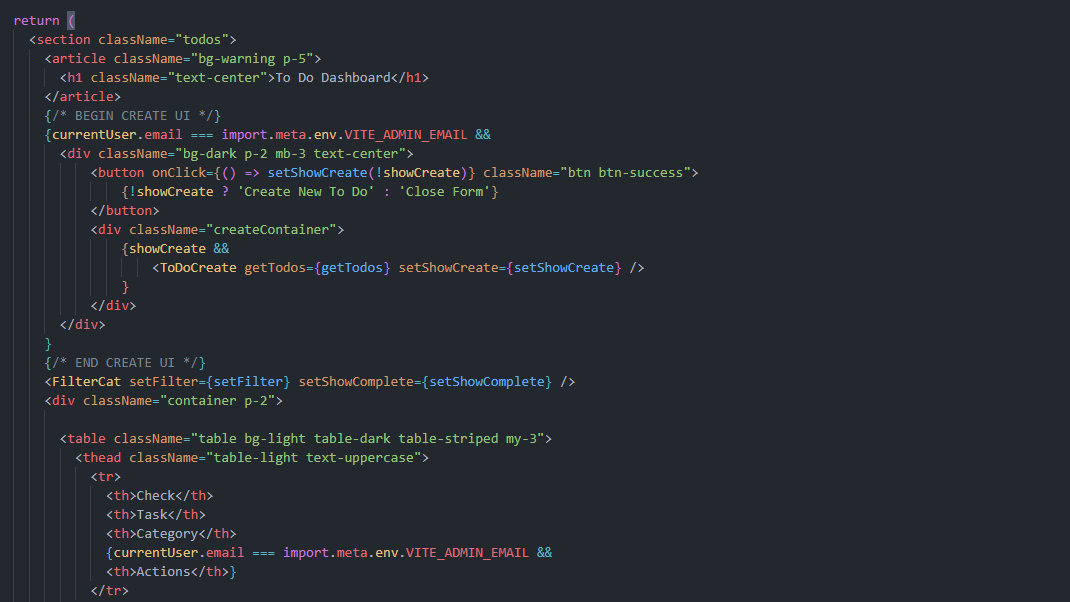 return (
<section className="todos">
<article className="bg-warning p-5">
<h1 className="text-center">To Do Dashboard</h1>
</article>
{/* BEGIN CREATE UI */}
{currentUser.email === import.meta.env.VITE_ADMIN_EMAIL &&
<div className="bg-dark p-2 mb-3 text-center">
<button onClick={() => setShowCreate(!showCreate)} className="btn btn-success">
{!showCreate ? 'Create New To Do' : 'Close Form'}
</button>
<div className="createContainer">
{showCreate &&
<ToDoCreate getTodos={getTodos} setShowCreate={setShowCreate} />
}
</div>
</div>
}
{/* END CREATE UI */}
<FilterCat setFilter={setFilter} setShowComplete={setShowComplete} />
<div className="container p-2">
<table className="table bg-light table-dark table-striped my-3">
<thead className="table-light text-uppercase">
<tr>
<th>Check</th>
<th>Task</th>
<th>Category</th>
{currentUser.email === import.meta.env.VITE_ADMIN_EMAIL &&
<th>Actions</th>}
</tr>